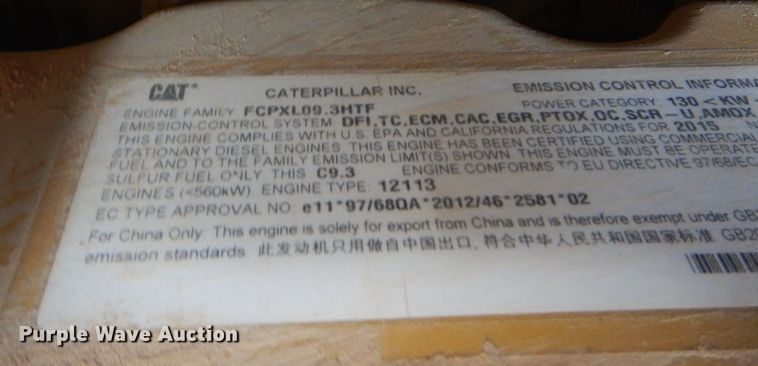 CAT® CATERPILLAR INC. EMISSION CONTROL INFORMA
ENGINE FAMILY FCPXL09.3HTF POWER CATEGORY: 130 <KW
EMISSION-CONTROL SYSTEM DFI,TC,ECM,CAC,EGR,PTOX,OC,SCR-U,AMOX
THIS ENGINE COMPLIES WITH U.S. EPA AND CALIFORNIA REGULATIONS FOR 2015
STATIONARY DIESEL ENGINES. THIS ENGINE HAS BEEN CERTIFIED USING COMMERCIAL
FUEL AND TO THE FAMILY EMISSION LIMIT(S) SHOWN. THIS ENGINE MUST BE OPERATE
SULFUR FUEL ONLY. THIS C9.3 ENGINE CONFORMS TO EU DIRECTIVE 97/68/EC
ENGINES (<560kW). ENGINE TYPE: 12113
EC TYPE APPROVAL NO: e11*97/68QA*2012/46*2581*02
For China Only: This engine is solely for export from China and is therefore exempt under GB
emission standards. 此发动机只用做自中国出口, 符合中华人民共和国国家标准 GB20
Purple Wave Auction